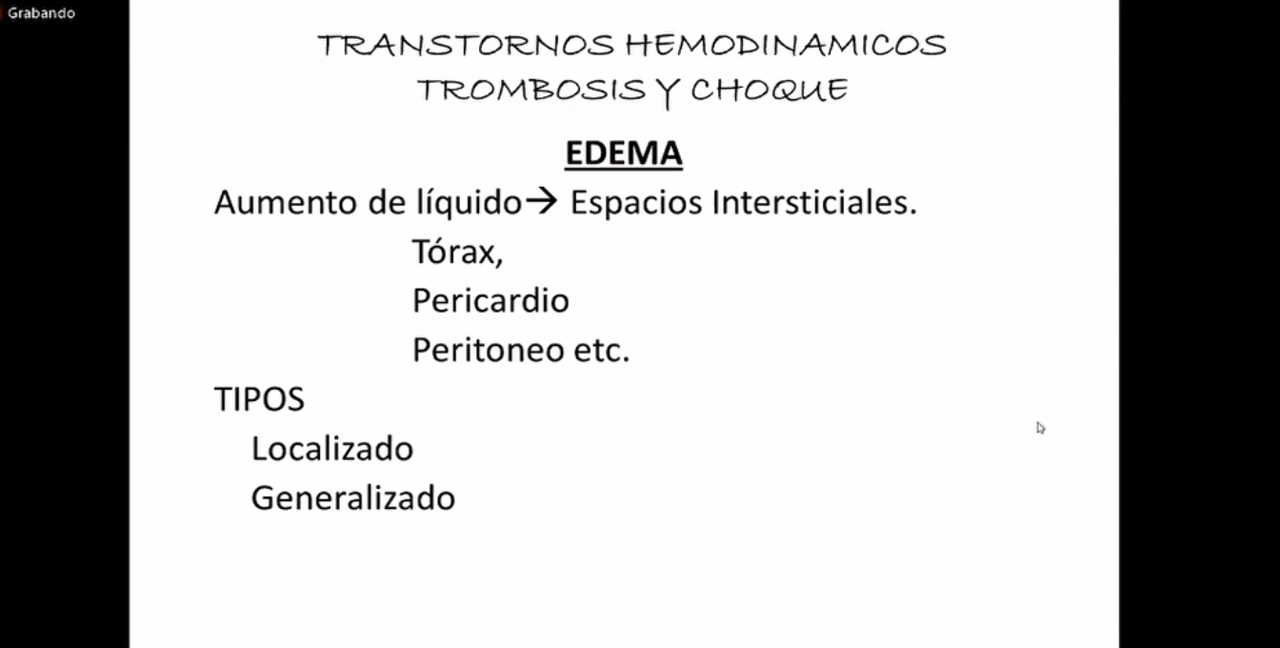 Grabando
TRANSTORNOS HEMODINAMICOS
TROMBOSIS Y CHOQUE
EDEMA
Aumento de líquido→ Espacios Intersticiales.
Tórax,
Pericardio
Peritoneo etc.
TIPOS
Localizado
Generalizado